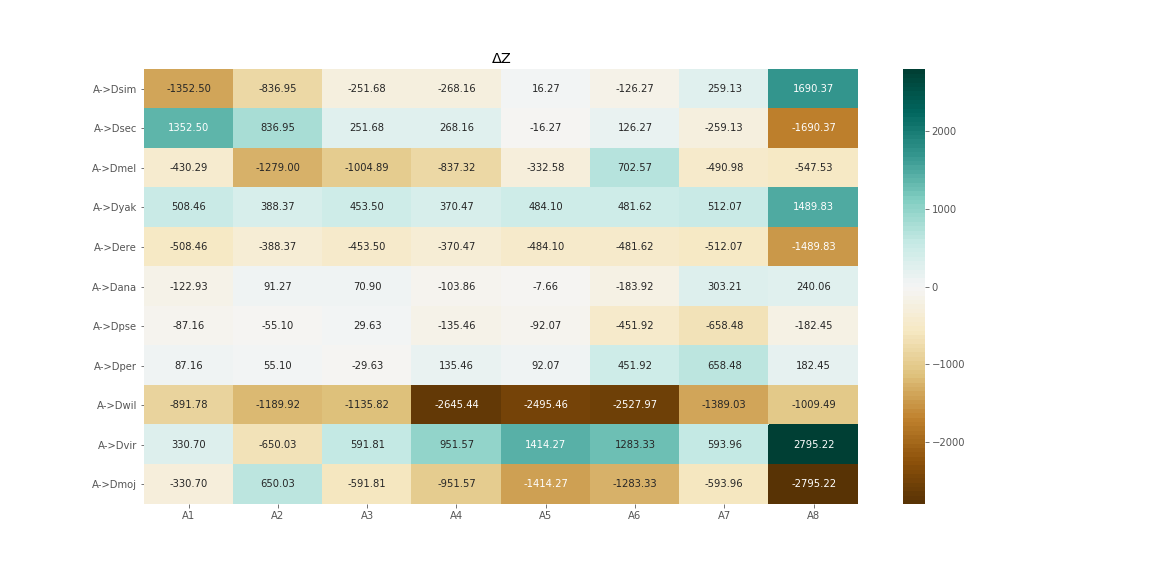 ΔZ
A->Dsim -1352.50 -836.95 -251.68 -268.16 16.27 -126.27 259.13 1690.37
A->Dsec 1352.50 836.95 251.68 268.16 -16.27 126.27 -259.13 -1690.37
2000
A->Dmel -430.29 -1279.00 -1004.89 -837.32 -332.58 702.57 -490.98 -547.53
A->Dyak 508.46 388.37 453.50 370.47 484.10 481.62 512.07 1489.83
1000
A->Dere -508.46 -388.37 -453.50 -370.47 -484.10 -481.62 -512.07 -1489.83
A->Dana -122.93 91.27 70.90 -103.86 -7.66 -183.92 303.21 240.06
0
A->Dpse -87.16 -55.10 29.63 -135.46 -92.07 -451.92 -658.48 -182.45
A->Dper 87.16 55.10 -29.63 135.46 92.07 451.92 658.48 182.45
−1000
A->Dwil -891.78 -1189.92 -1135.82 -2645.44 -2495.46 -2527.97 -1389.03 -1009.49
A->Dvir 330.70 -650.03 591.81 951.57 1414.27 1283.33 593.96 2795.22
−2000
A->Dmoj -330.70 650.03 -591.81 -951.57 -1414.27 -1283.33 -593.96 -2795.22
A1 A2 A3 A4 A5 A6 A7 A8